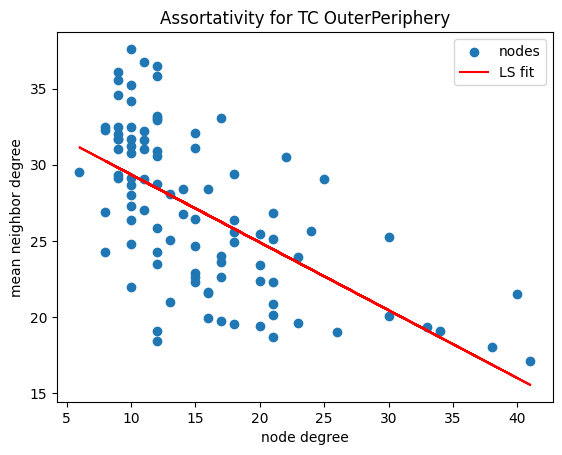 Assortativity for TC OuterPeriphery
nodes
LS fit
mean neighbor degree
35
30
25
20
15
5
10
15
20
25
30
35
40
node degree